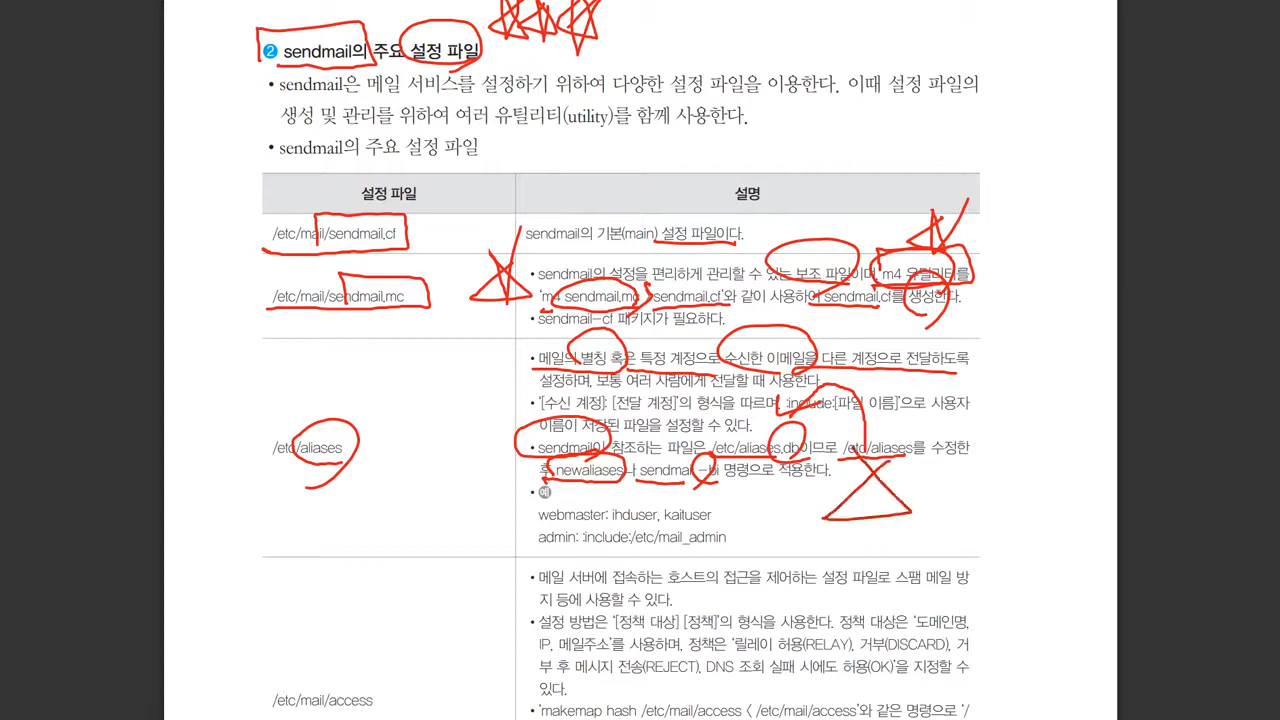 ❷ sendmail의 주요 설정 파일
• sendmail은 메일 서비스를 설정하기 위하여 다양한 설정 파일을 이용한다. 이때 설정 파일의
생성 및 관리를 위하여 여러 유틸리티(utility)를 함께 사용한다.
• sendmail의 주요 설정 파일
설정 파일 설명
/etc/mail/sendmail.cf sendmail의 기본(main) 설정 파일이다.
• sendmail의 설정을 편리하게 관리할 수 있는 보조 파일이며, 'm4 유틸리티'를
/etc/mail/sendmail.mc 'm4 sendmail.mc > sendmail.cf'와 같이 사용하여 sendmail.cf를 생성한다.
• sendmail-cf 패키지가 필요하다.
• 메일의 별칭 혹은 특정 계정으로 수신한 이메일을 다른 계정으로 전달하도록
설정하며, 보통 여러 사람에게 전달할 때 사용한다.
• '[수신 계정]: [전달 계정]'의 형식을 따르며, ':include:[파일 이름]'으로 사용자
이름이 저장된 파일을 설정할 수 있다.
/etc/aliases • sendmail이 참조하는 파일은 /etc/aliases.db이므로 /etc/aliases를 수정한
후 newaliases나 sendmail -bi 명령으로 적용한다.
• 예
webmaster: ihduser, kaituser
admin: :include:/etc/mail_admin
• 메일 서버에 접속하는 호스트의 접근을 제어하는 설정 파일로 스팸 메일 방
지 등에 사용할 수 있다.
• 설정 방법은 '[정책 대상] [정책]'의 형식을 사용한다. 정책 대상은 '도메인명,
IP, 메일주소'를 사용하며, 정책은 '릴레이 허용(RELAY), 거부(DISCARD), 거
부 후 메시지 전송(REJECT), DNS 조회 실패 시에도 허용(OK)'을 지정할 수
있다.
/etc/mail/access
• 'makemap hash /etc/mail/access < /etc/mail/access'와 같은 명령으로 '/